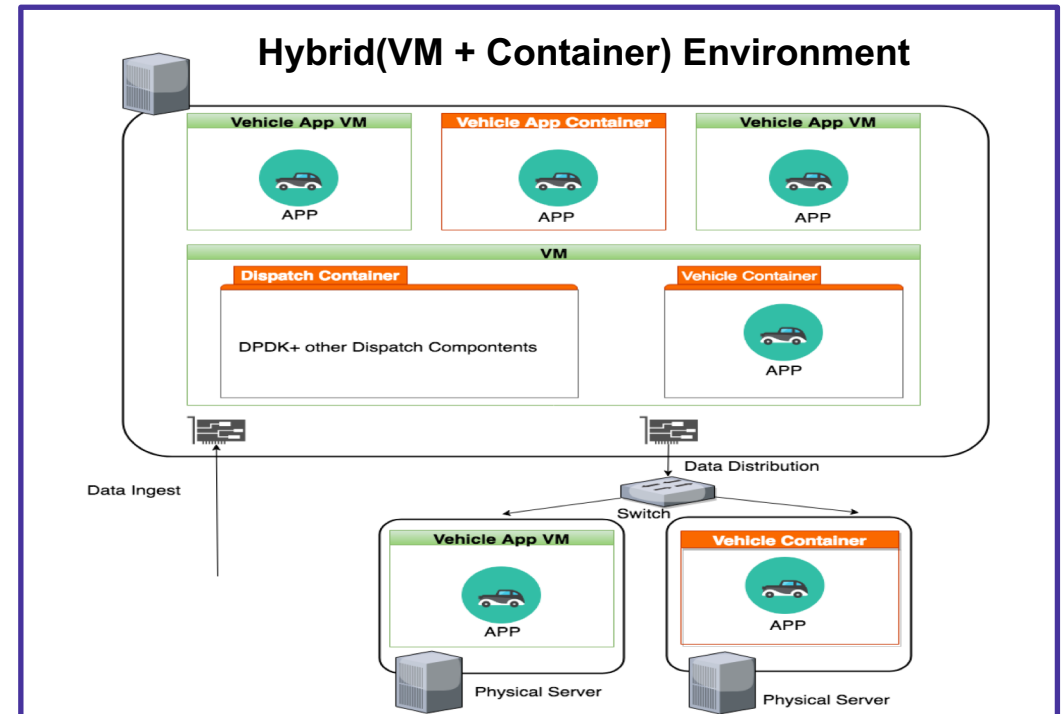 Hybrid(VM + Container) Environment
Vehicle App VM
Vehicle App Container
Vehicle App VM
APP
APP
APP
VM
Dispatch Container
Vehicle Container
DPDK+ other Dispatch Compontents
APP
Data Ingest
Data Distribution
Switch
Vehicle App VM
Vehicle Container
APP
APP
Physical Server
Physical Server